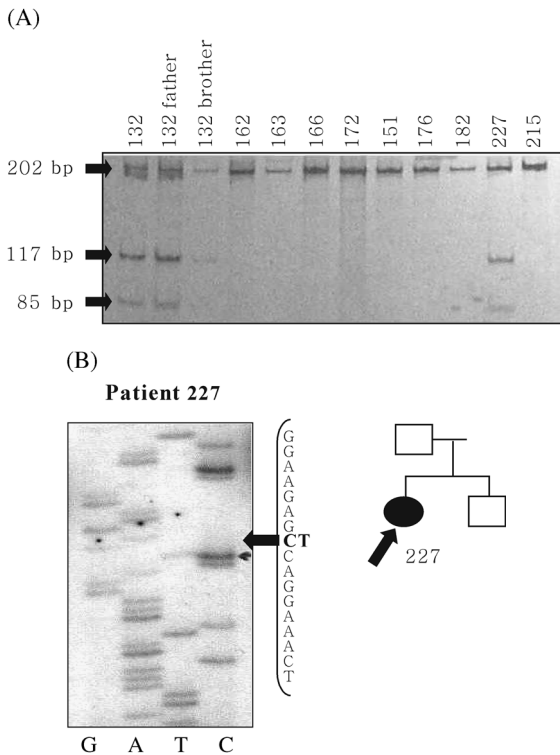 (A)
132
132 father
132 brother
162
163
166
172
151
176
182
227
215
202 bp
117 bp
85 bp
(B)
Patient 227
G
G
A
A
G
A
G
CT
C
A
G
G
A
A
A
C
T
227
G A T C